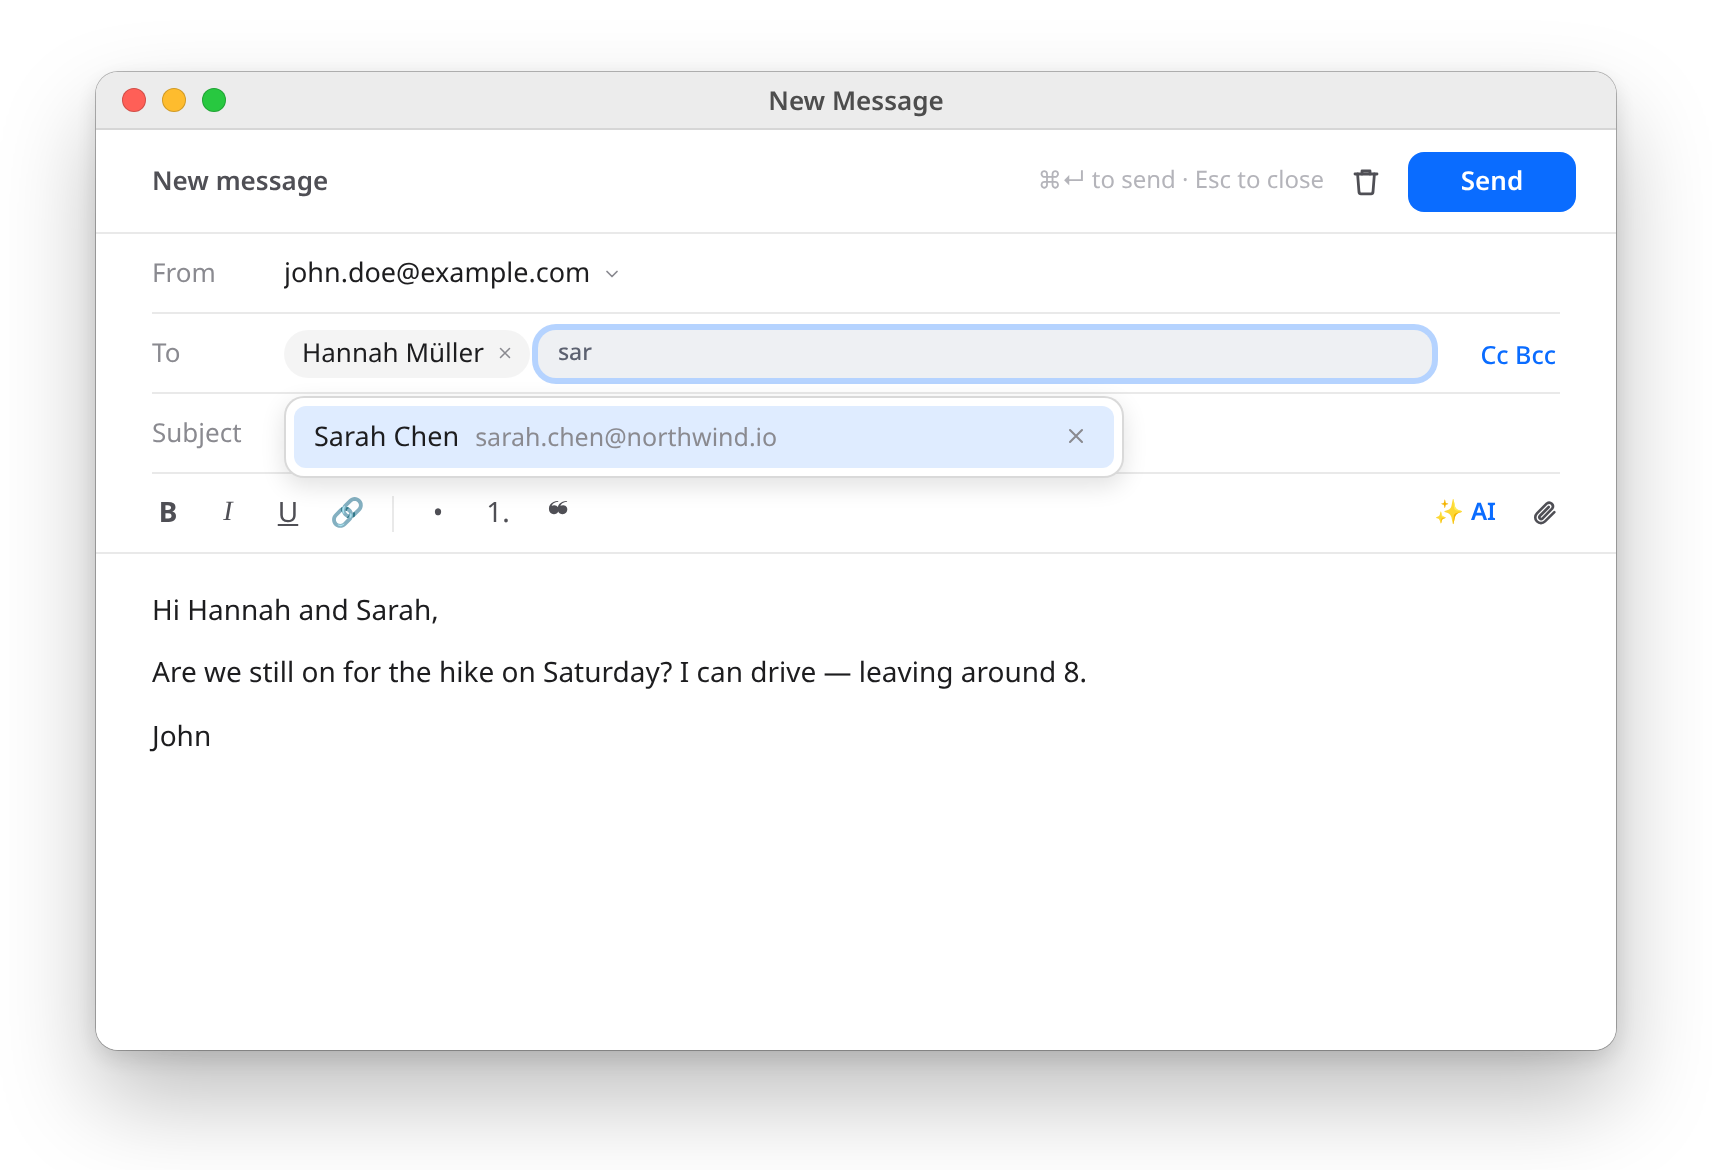 New Message
New message ⌘↵ to send · Esc to close Send
From john.doe@example.com
To Hannah Müller × sar Cc Bcc
Subject Sarah Chen sarah.chen@northwind.io ×
B I U 🔗 • 1. ❝ ✨ AI
Hi Hannah and Sarah,
Are we still on for the hike on Saturday? I can drive — leaving around 8.
John